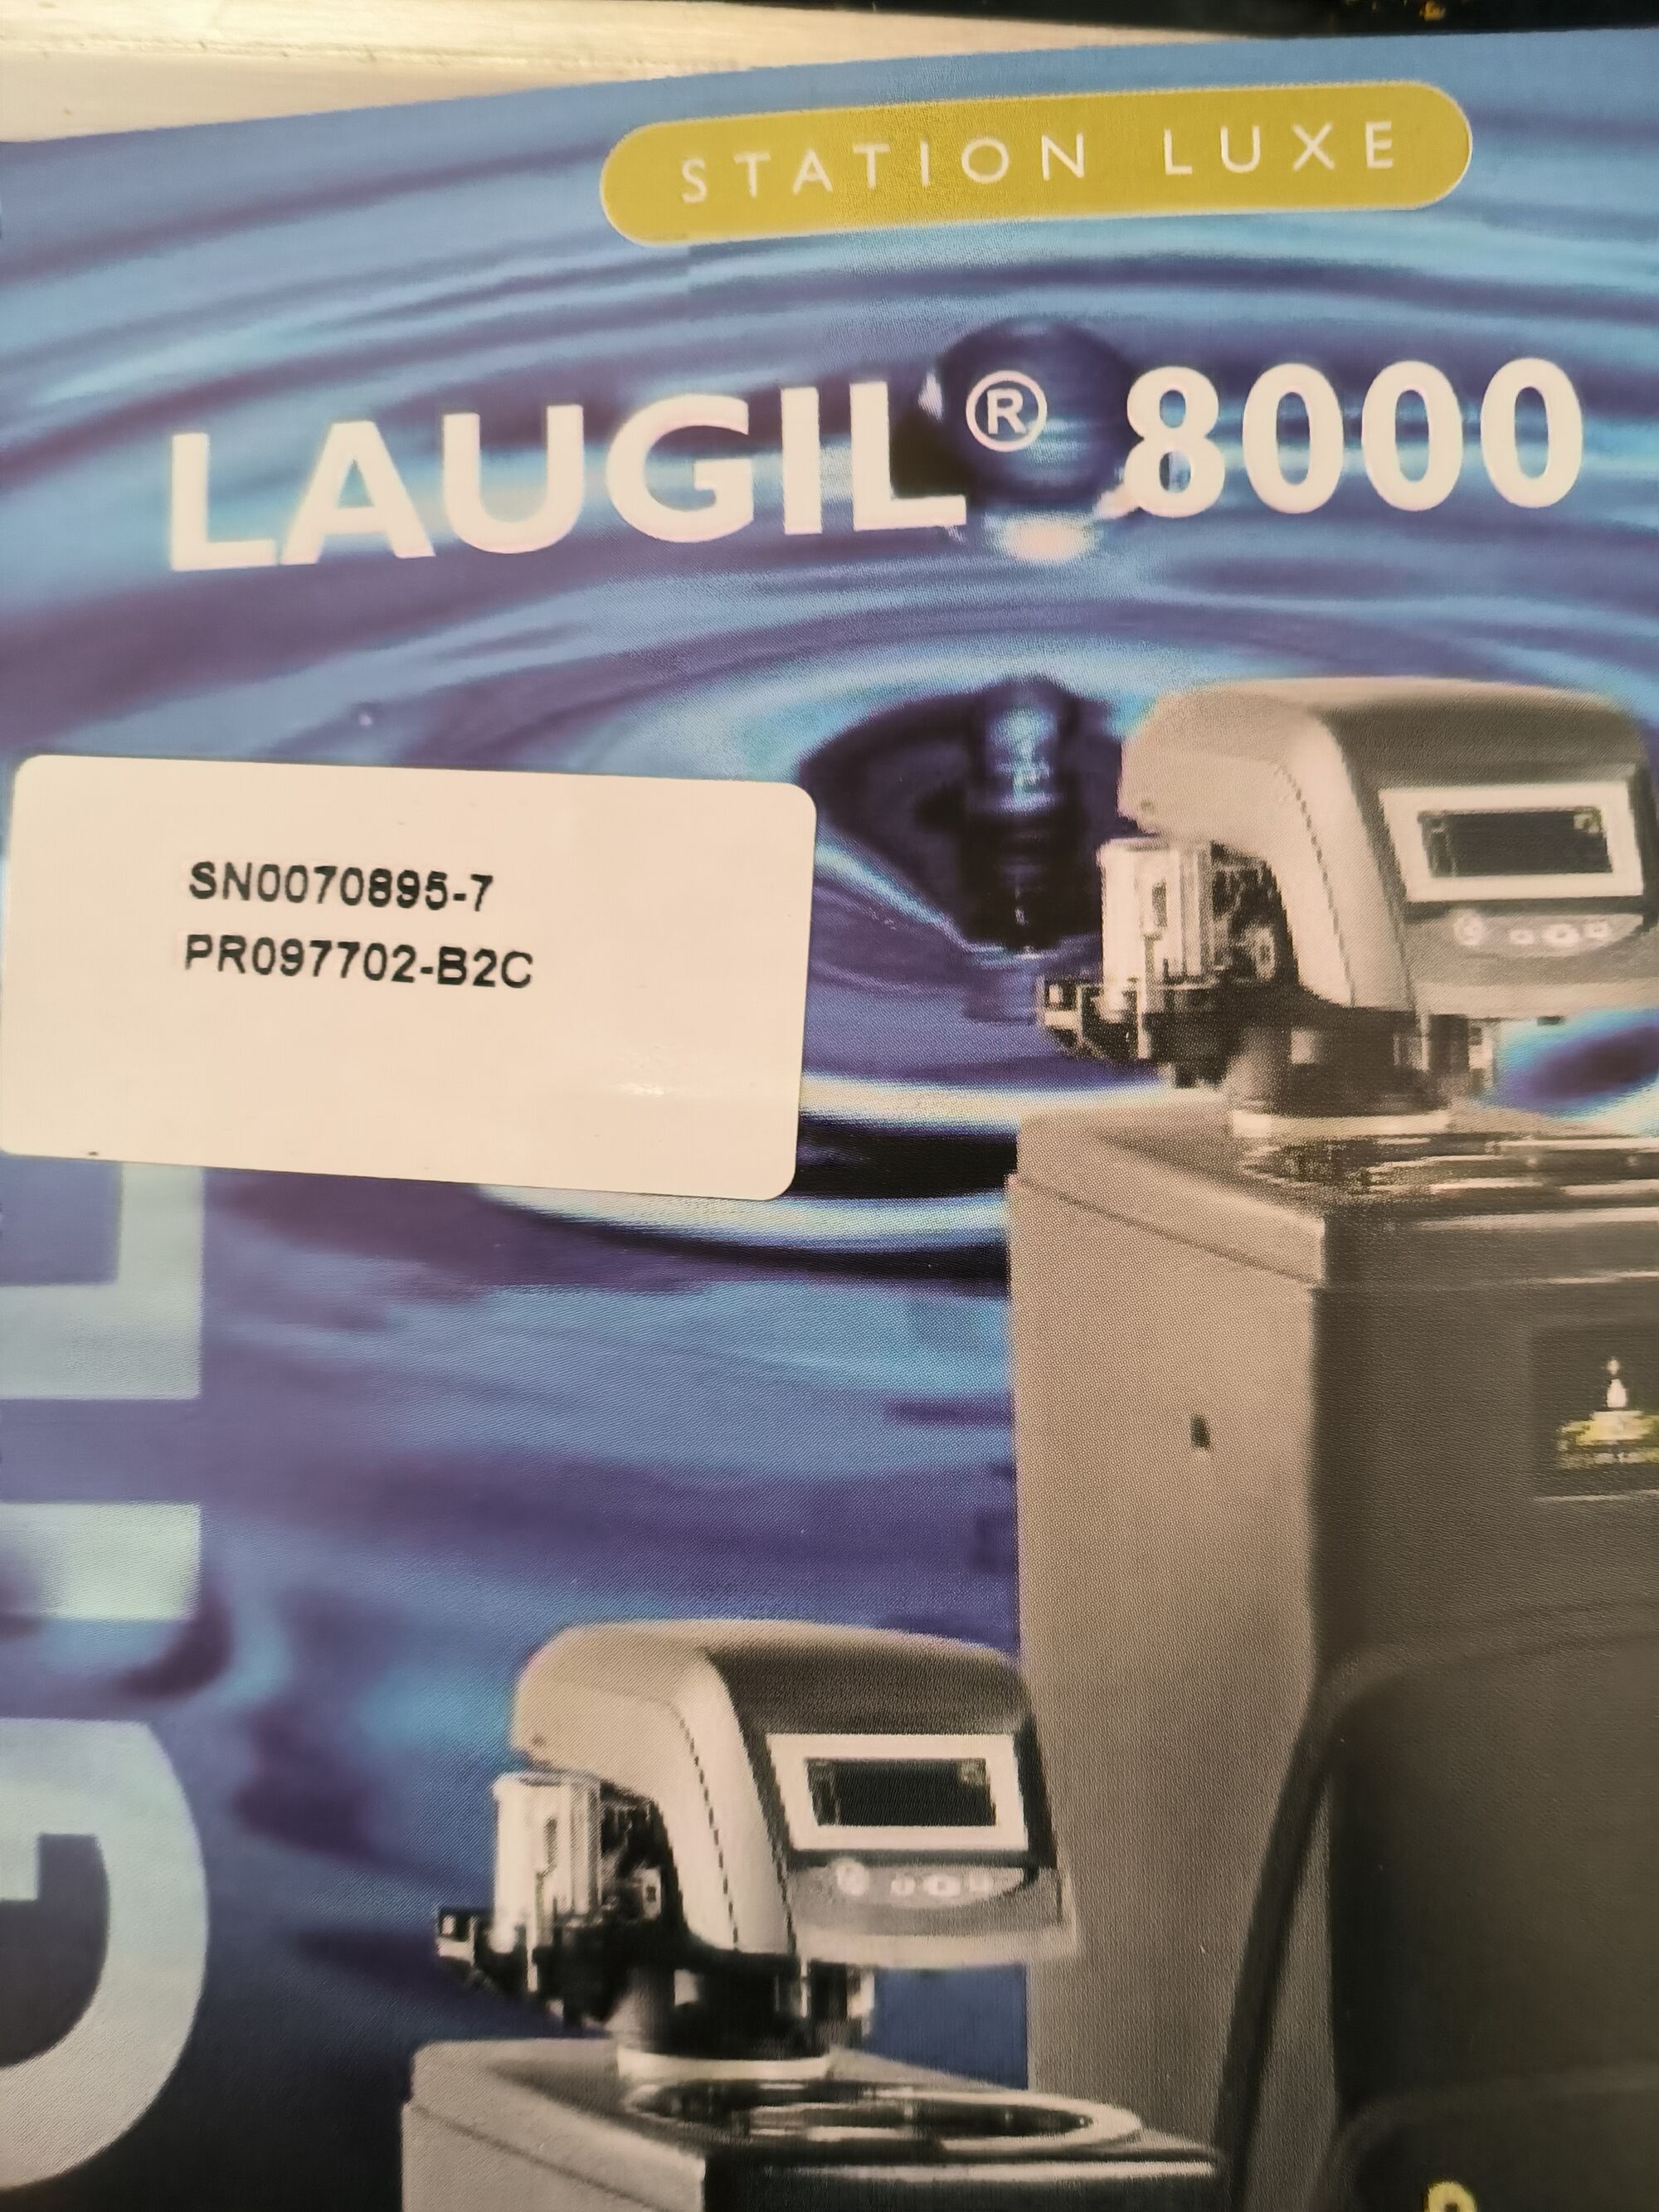 STATION LUXE
LAUGIL® 8000
SN0070895-7
PR097702-B2C